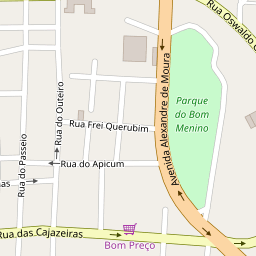 Rua Oswaldo C
Parque
do Bom
Menino
Avenida Alexandre de Moura
Rua do Outeiro
Rua Frei Querubim
Rua do Passeio
Rua do Apicum
nas
Rua das Cajazeiras
Bom Preço